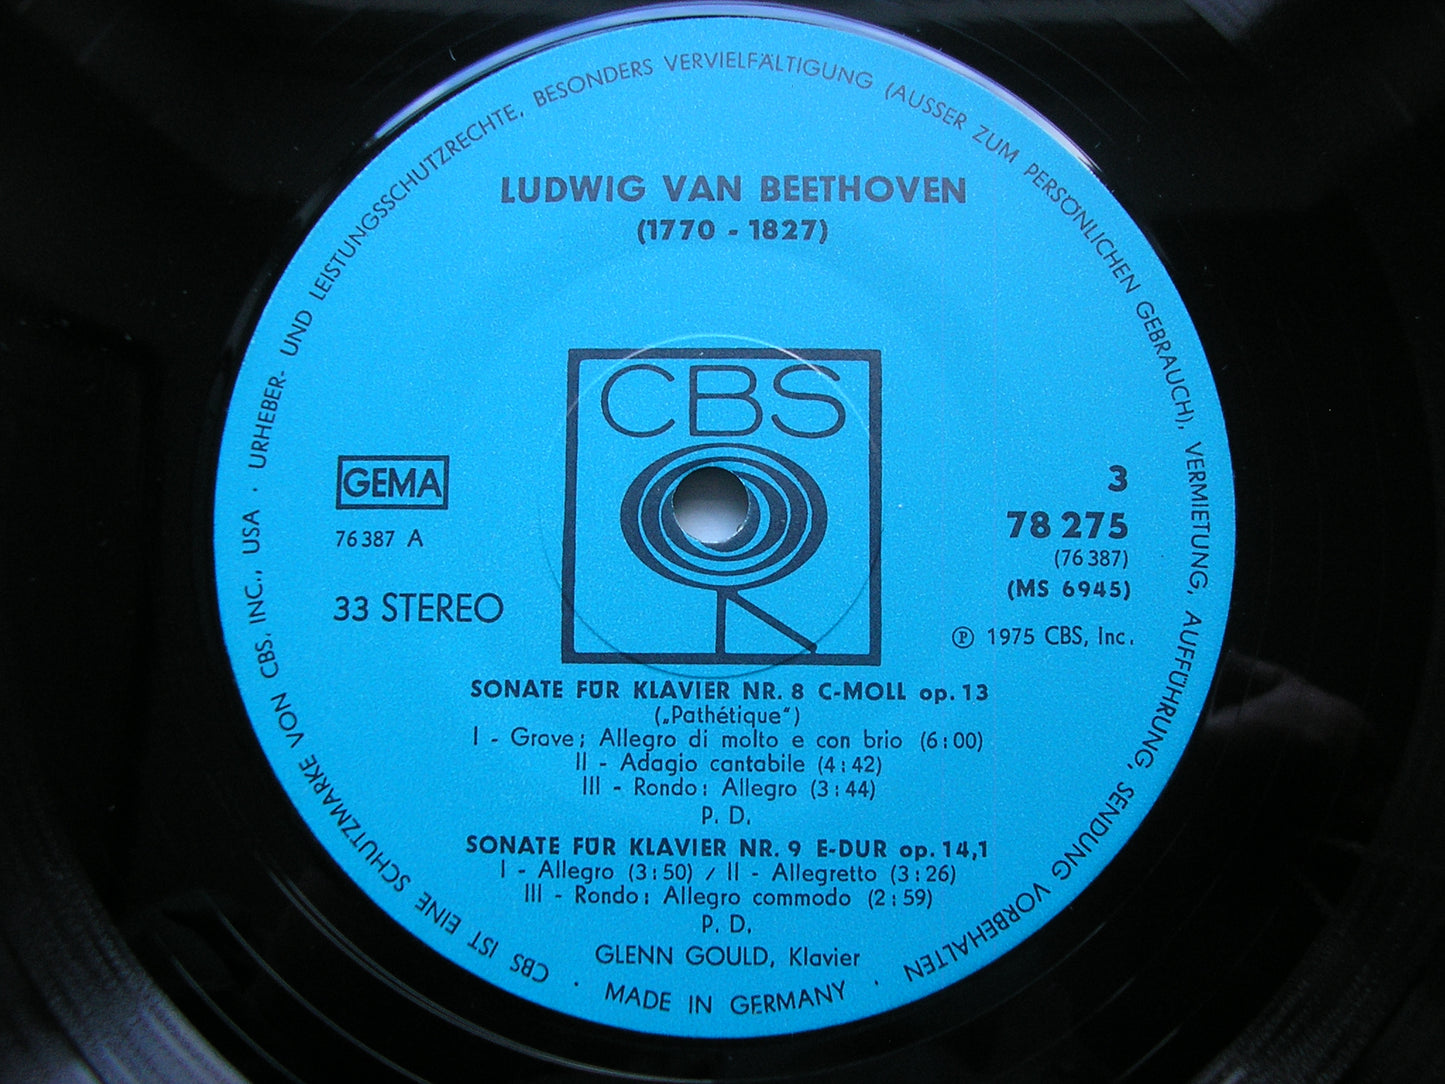 LUDWIG VAN BEETHOVEN
(1770 - 1827)
CBS
GEMA
76 387 A
33 STEREO
3
78 275
(76 387)
(MS 6945)
Ⓟ 1975 CBS, Inc.
SONATE FÜR KLAVIER NR. 8 C-MOLL op. 13
(„Pathétique“)
I - Grave; Allegro di molto e con brio (6:00)
II - Adagio cantabile (4:42)
III - Rondo: Allegro (3:44)
P. D.
SONATE FÜR KLAVIER NR. 9 E-DUR op. 14,1
I - Allegro (3:50) / II - Allegretto (3:26)
III - Rondo: Allegro commodo (2:59)
P. D.
GLENN GOULD, Klavier
CBS IST EINE SCHUTZMARKE VON CBS, INC., USA · URHEBER- UND LEISTUNGSSCHUTZRECHTE, BESONDERS VERVIELFÄLTIGUNG (AUSSER ZUM PERSÖNLICHEN GEBRAUCH), VERMIETUNG, AUFFÜHRUNG, SENDUNG VORBEHALTEN ·
MADE IN GERMANY ·